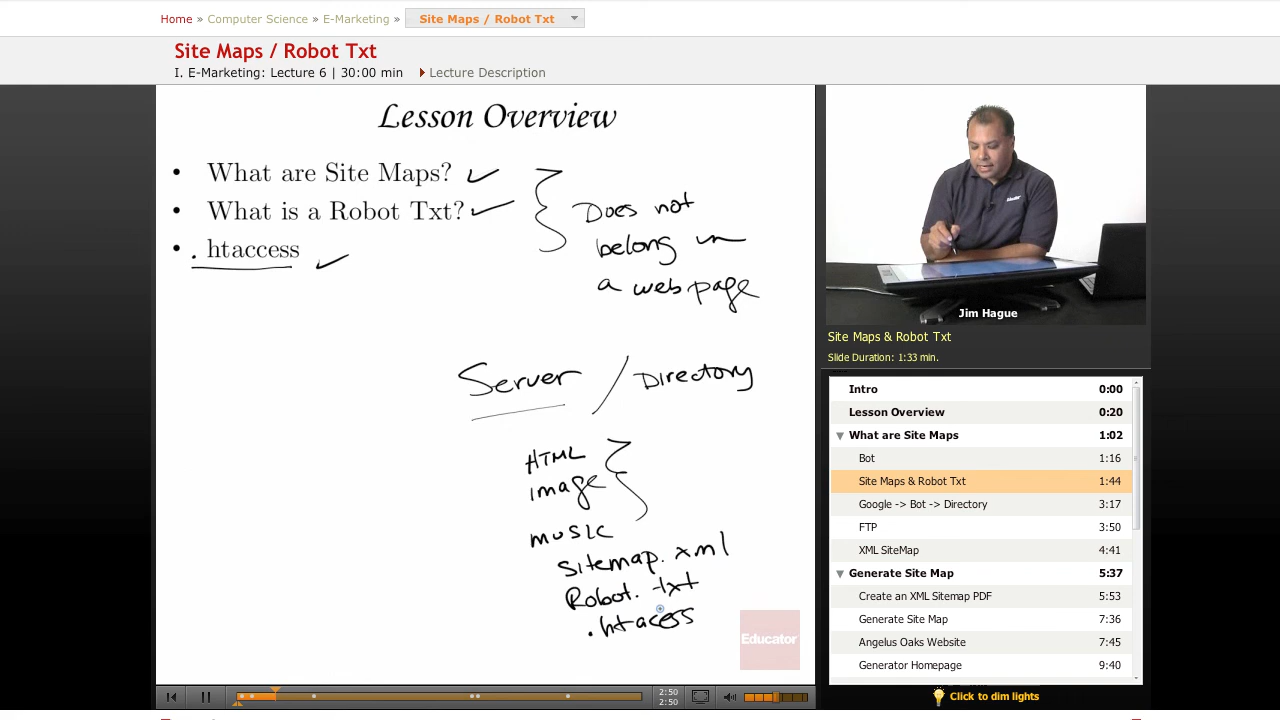 Home » Computer Science » E-Marketing » Site Maps / Robot Txt
Site Maps / Robot Txt
I. E-Marketing: Lecture 6 | 30:00 min Lecture Description
Lesson Overview
• What are Site Maps?
• What is a Robot Txt?
• . htaccess
Does not
belong in
a web page
Server / Directory
HTML
image
music
sitemap.xml
Robot.txt
.htacess
Educator
2:50
2:50
Jim Hague
Site Maps & Robot Txt
Slide Duration: 1:33 min.
Intro 0:00
Lesson Overview 0:20
What are Site Maps 1:02
Bot 1:16
Site Maps & Robot Txt 1:44
Google -> Bot -> Directory 3:17
FTP 3:50
XML SiteMap 4:41
Generate Site Map 5:37
Create an XML Sitemap PDF 5:53
Generate Site Map 7:36
Angelus Oaks Website 7:45
Generator Homepage 9:40
Click to dim lights